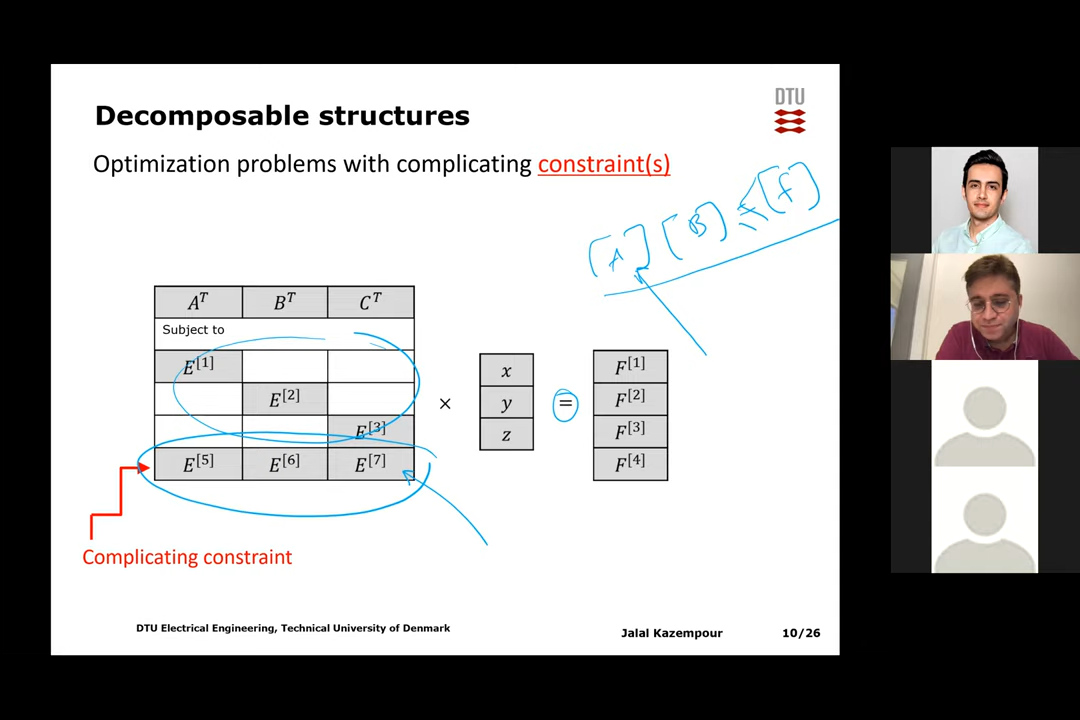 DTU
Decomposable structures
Optimization problems with complicating constraint(s)
[A] [B] ≤ [F]
A^T B^T C^T
Subject to
E^[1] x F^[1]
E^[2] × y = F^[2]
E^[3] z F^[3]
E^[5] E^[6] E^[7] F^[4]
Complicating constraint
DTU Electrical Engineering, Technical University of Denmark
Jalal Kazempour 10/26